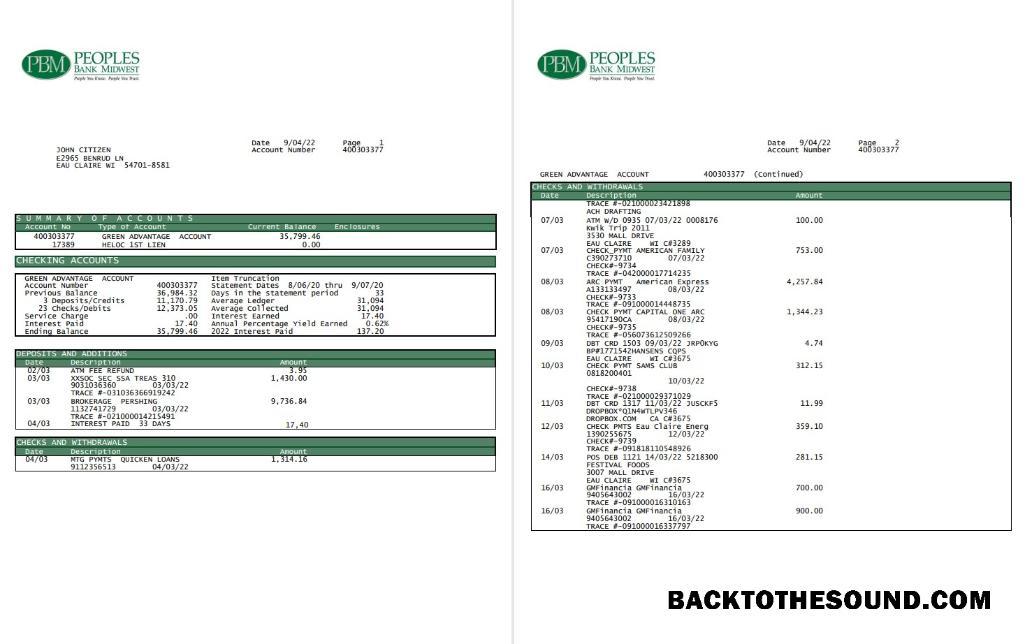 PBM PEOPLES
BANK MIDWEST
People You Know. People You Trust.
Date 9/04/22 Page 1
JOHN CITIZEN Account Number 400303377
E2965 BENRUD LN
EAU CLAIRE WI 54701-8581
SUMMARY OF ACCOUNTS
Account No Type of Account Current Balance Enclosures
400303377 GREEN ADVANTAGE ACCOUNT 35,799.46
17389 HELOC 1ST LIEN 0.00
CHECKING ACCOUNTS
GREEN ADVANTAGE ACCOUNT Item Truncation
Account Number 400303377 Statement Dates 8/06/20 thru 9/07/20
Previous Balance 36,984.32 Days in the statement period 33
3 Deposits/Credits 11,170.79 Average Ledger 31,094
23 Checks/Debits 12,373.05 Average Collected 31,094
Service Charge .00 Interest Earned 17.40
Interest Paid 17.40 Annual Percentage Yield Earned 0.62%
Ending Balance 35,799.46 2022 Interest Paid 137.20
DEPOSITS AND ADDITIONS
Date Description Amount
02/03 ATM FEE REFUND 3.95
03/03 XXSOC SEC SSA TREAS 310 1,430.00
9031036360 03/03/22
TRACE #-031036366919242
03/03 BROKERAGE PERSHING 9,736.84
1132741729 03/03/22
TRACE #-021000014215491
04/03 INTEREST PAID 33 DAYS 17,40
CHECKS AND WITHDRAWALS
Date Description Amount
04/03 MTG PYMTS QUICKEN LOANS 1,314.16
9112356513 04/03/22
PBM PEOPLES
BANK MIDWEST
People You Know. People You Trust.
Date 9/04/22 Page 2
Account Number 400303377
GREEN ADVANTAGE ACCOUNT 400303377 (Continued)
CHECKS AND WITHDRAWALS
Date Description Amount
TRACE #-021000023421898
ACH DRAFTING
07/03 ATM W/D 0935 07/03/22 0008176 100.00
Kwik Trip 2011
3530 MALL DRIVE
EAU CLAIRE WI C#3289
07/03 CHECK_PYMT AMERICAN FAMILY 753.00
C390273710 07/03/22
CHECK#-9734
TRACE #-042000017714235
08/03 ARC PYMT American Express 4,257.84
A133133497 08/03/22
CHECK#-9733
TRACE #-091000014448735
08/03 CHECK PYMT CAPITAL ONE ARC 1,344.23
95417190CA 08/03/22
CHECK#-9735
TRACE #-056073612509266
09/03 DBT CRD 1503 09/03/22 JRP0KYG 4.74
BP#1771542HANSENS CQPS
EAU CLAIRE WI C#3675
10/03 CHECK PYMT SAMS CLUB 312.15
0818200401
10/03/22
CHECK#-9738
TRACE #-021000029371029
11/03 DBT CRD 1317 11/03/22 JUSCKF5 11.99
DROPBOX*Q1N4WTLPV346
DROPBOX.COM CA C#3675
12/03 CHECK PMTS Eau Claire Energ 359.10
1390255675 12/03/22
CHECK#-9739
TRACE #-091818110548926
14/03 POS DEB 1121 14/03/22 5218300 281.15
FESTIVAL FOODS
3007 MALL DRIVE
EAU CLAIRE WI C#3675
16/03 GMFinancia GMFinancia 700.00
9405643002 16/03/22
TRACE #-091000016310163
16/03 GMFinancia GMFinancia 900.00
9405643002 16/03/22
TRACE #-091000016337797
BACKTOTHESOUND.COM